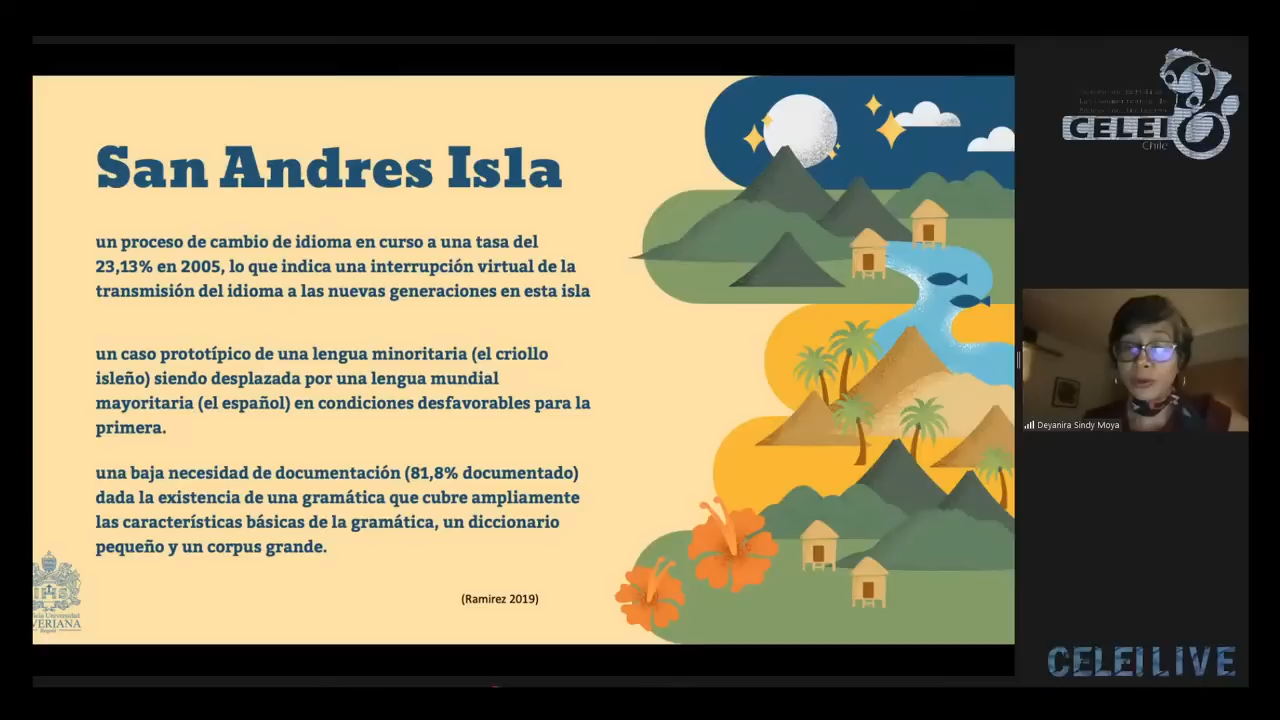 San Andres Isla
un proceso de cambio de idioma en curso a una tasa del
23,13% en 2005, lo que indica una interrupción virtual de la
transmisión del idioma a las nuevas generaciones en esta isla
un caso prototípico de una lengua minoritaria (el criollo
isleño) siendo desplazada por una lengua mundial
mayoritaria (el español) en condiciones desfavorables para la
primera.
una baja necesidad de documentación (81,8% documentado)
dada la existencia de una gramática que cubre ampliamente
las características básicas de la gramática, un diccionario
pequeño y un corpus grande.
(Ramirez 2019)
CELEI
Chile
Deyanira Sindy Moya
CELEI LIVE